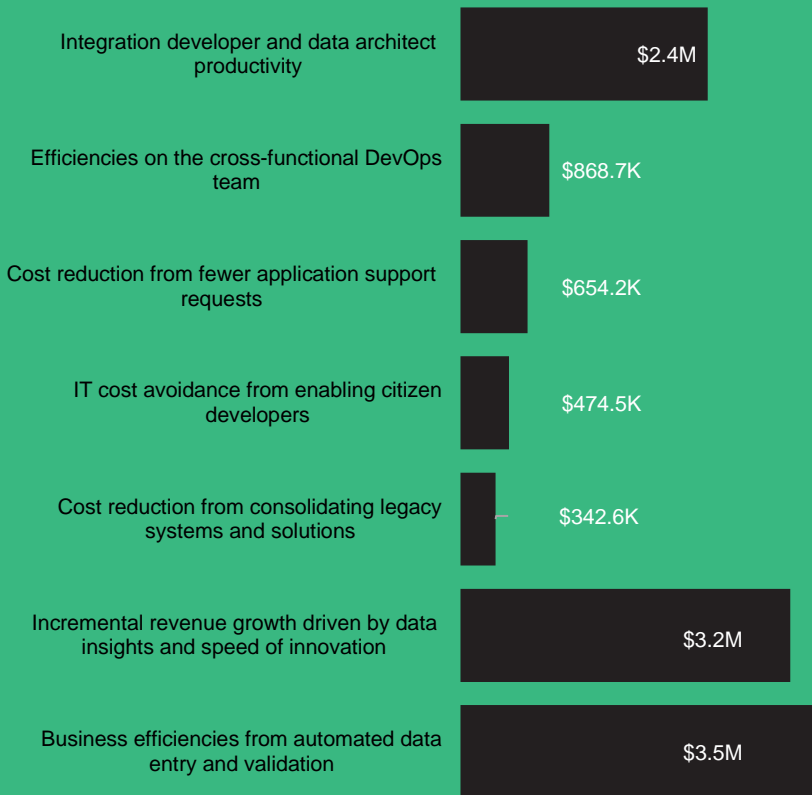 Integration developer and data architect
productivity
$2.4M
Efficiencies on the cross-functional DevOps
team
$868.7K
Cost reduction from fewer application support
requests
$654.2K
IT cost avoidance from enabling citizen
developers
$474.5K
Cost reduction from consolidating legacy
systems and solutions
$342.6K
Incremental revenue growth driven by data
insights and speed of innovation
$3.2M
Business efficiencies from automated data
entry and validation
$3.5M